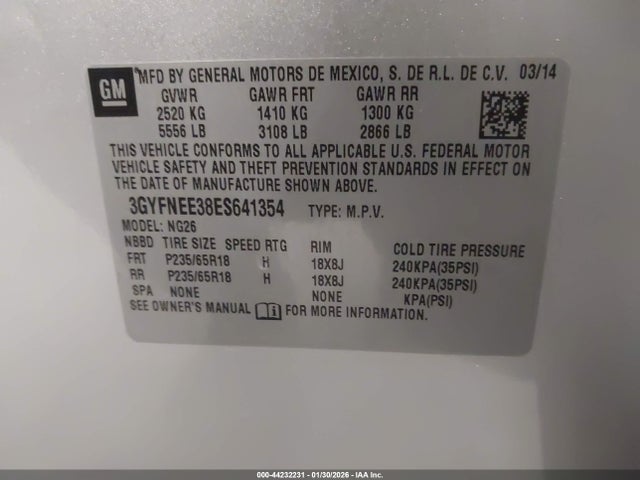 GM
®MFD BY GENERAL MOTORS DE MEXICO, S. DE R.L. DE C.V. 03/14
GVWR GAWR FRT GAWR RR
2520 KG 1410 KG 1300 KG
5556 LB 3108 LB 2866 LB
THIS VEHICLE CONFORMS TO ALL APPLICABLE U.S. FEDERAL MOTOR
VEHICLE SAFETY AND THEFT PREVENTION STANDARDS IN EFFECT ON
THE DATE OF MANUFACTURE SHOWN ABOVE.
3GYFNEE38ES641354 TYPE: M.P.V.
MODEL: NG26
NBBD TIRE SIZE SPEED RTG RIM COLD TIRE PRESSURE
FRT P235/65R18 H 18X8J 240KPA(35PSI)
RR P235/65R18 H 18X8J 240KPA(35PSI)
SPA NONE NONE KPA(PSI)
SEE OWNER'S MANUAL FOR MORE INFORMATION.
000-44232231 - 01/30/2026 - IAA Inc.